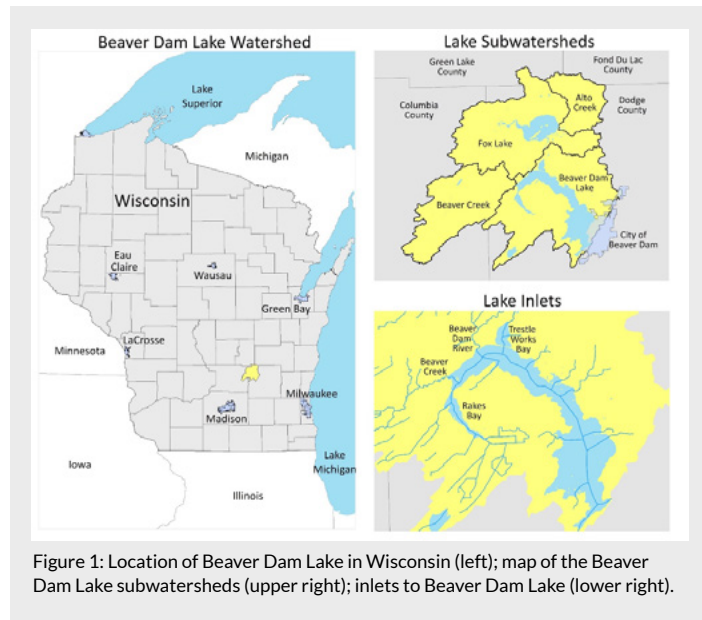 Beaver Dam Lake Watershed
Lake
Superior
Michigan
Wisconsin
Eau
Claire
Wausau
Green Bay
LaCrosse
Minnesota
Milwaukee
Madison
Iowa
Lake
Michigan
Illinois
Lake Subwatersheds
Green Lake
County
Fond Du Lac
County
Columbia
County
Alto
Creek
Dodge
County
Fox Lake
Beaver Dam
Lake
Beaver Creek
City of
Beaver Dam
Lake Inlets
Beaver
Dam
River
Trestle
Works
Bay
Beaver
Creek
Rakes
Bay
Figure 1: Location of Beaver Dam Lake in Wisconsin (left); map of the Beaver
Dam Lake subwatersheds (upper right); inlets to Beaver Dam Lake (lower right).